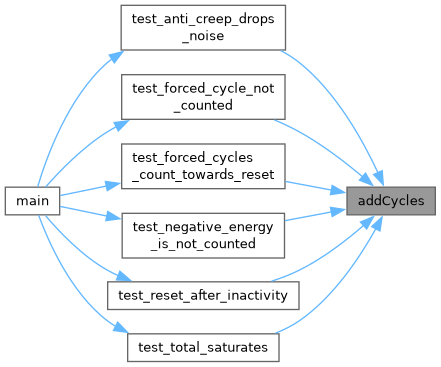 test_anti_creep_drops
_noise
test_forced_cycle_not
_counted
test_forced_cycles
_count_towards_reset
main
addCycles
test_negative_energy
_is_not_counted
test_reset_after_inactivity
test_total_saturates